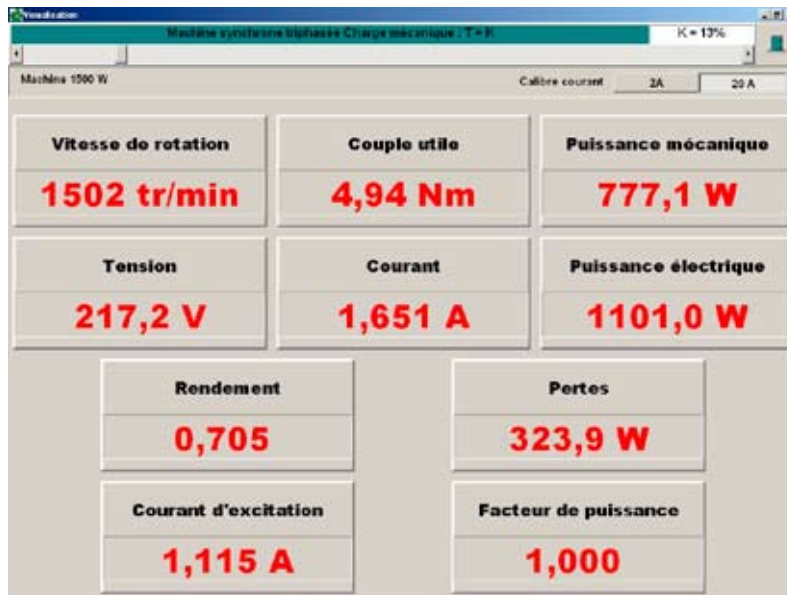 Visualisation
Machine synchrone triphasée Charge mécanique : T = K
K = 13%
Machine 1500 W
Calibre courant 2A 20 A
Vitesse de rotation Couple utile Puissance mécanique
1502 tr/min 4,94 Nm 777,1 W
Tension Courant Puissance électrique
217,2 V 1,651 A 1101,0 W
Rendement Pertes
0,705 323,9 W
Courant d'excitation Facteur de puissance
1,115 A 1,000